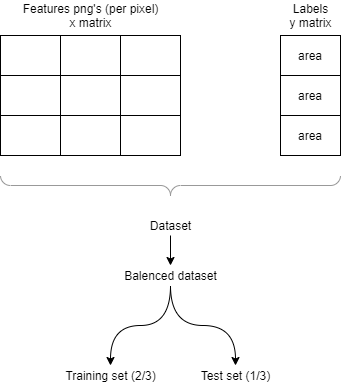 Features png's (per pixel)
x matrix
Labels
y matrix
area
area
area
Dataset
Balenced dataset
Training set (2/3)
Test set (1/3)